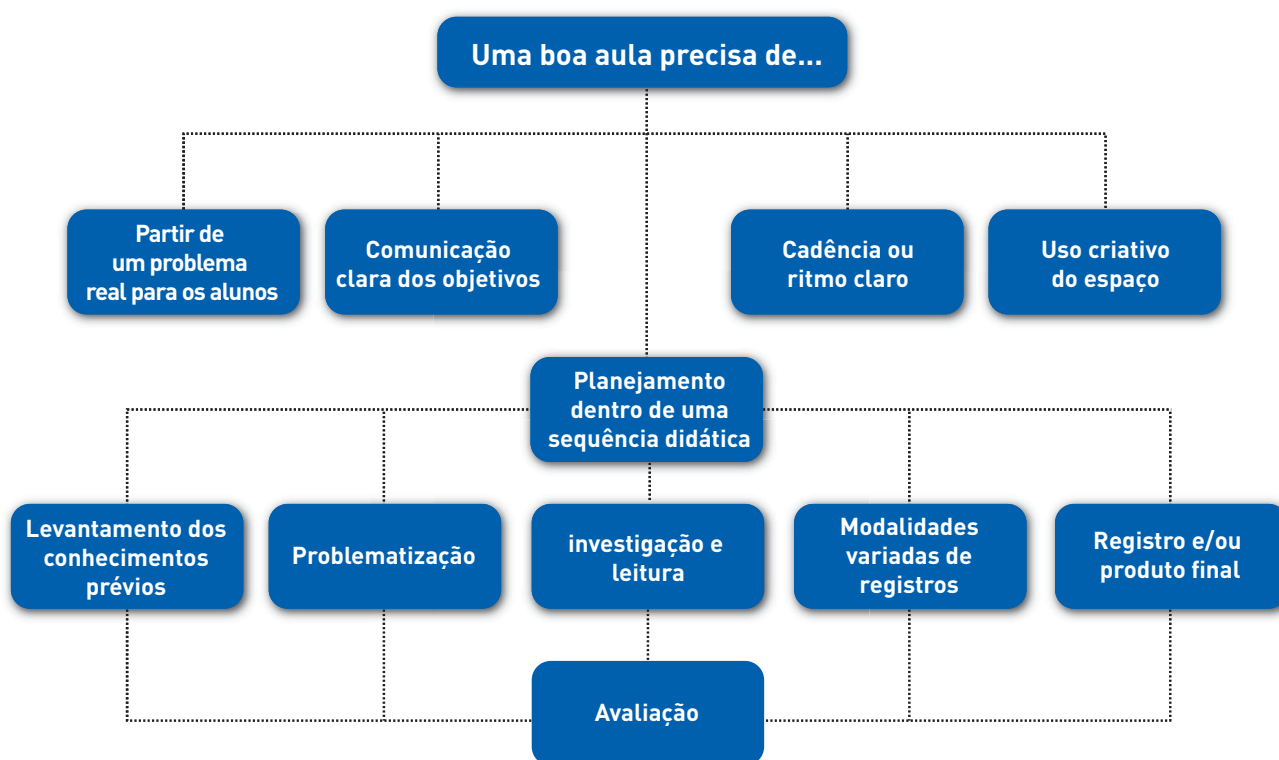 Uma boa aula precisa de...
Partir de
um problema
real para os alunos
Comunicação
clara dos objetivos
Cadência ou
ritmo claro
Uso criativo
do espaço
Planejamento
dentro de uma
sequência didática
Levantamento dos
conhecimentos
prévios
Problematização
investigação e
leitura
Modalidades
variadas de
registros
Registro e/ou
produto final
Avaliação